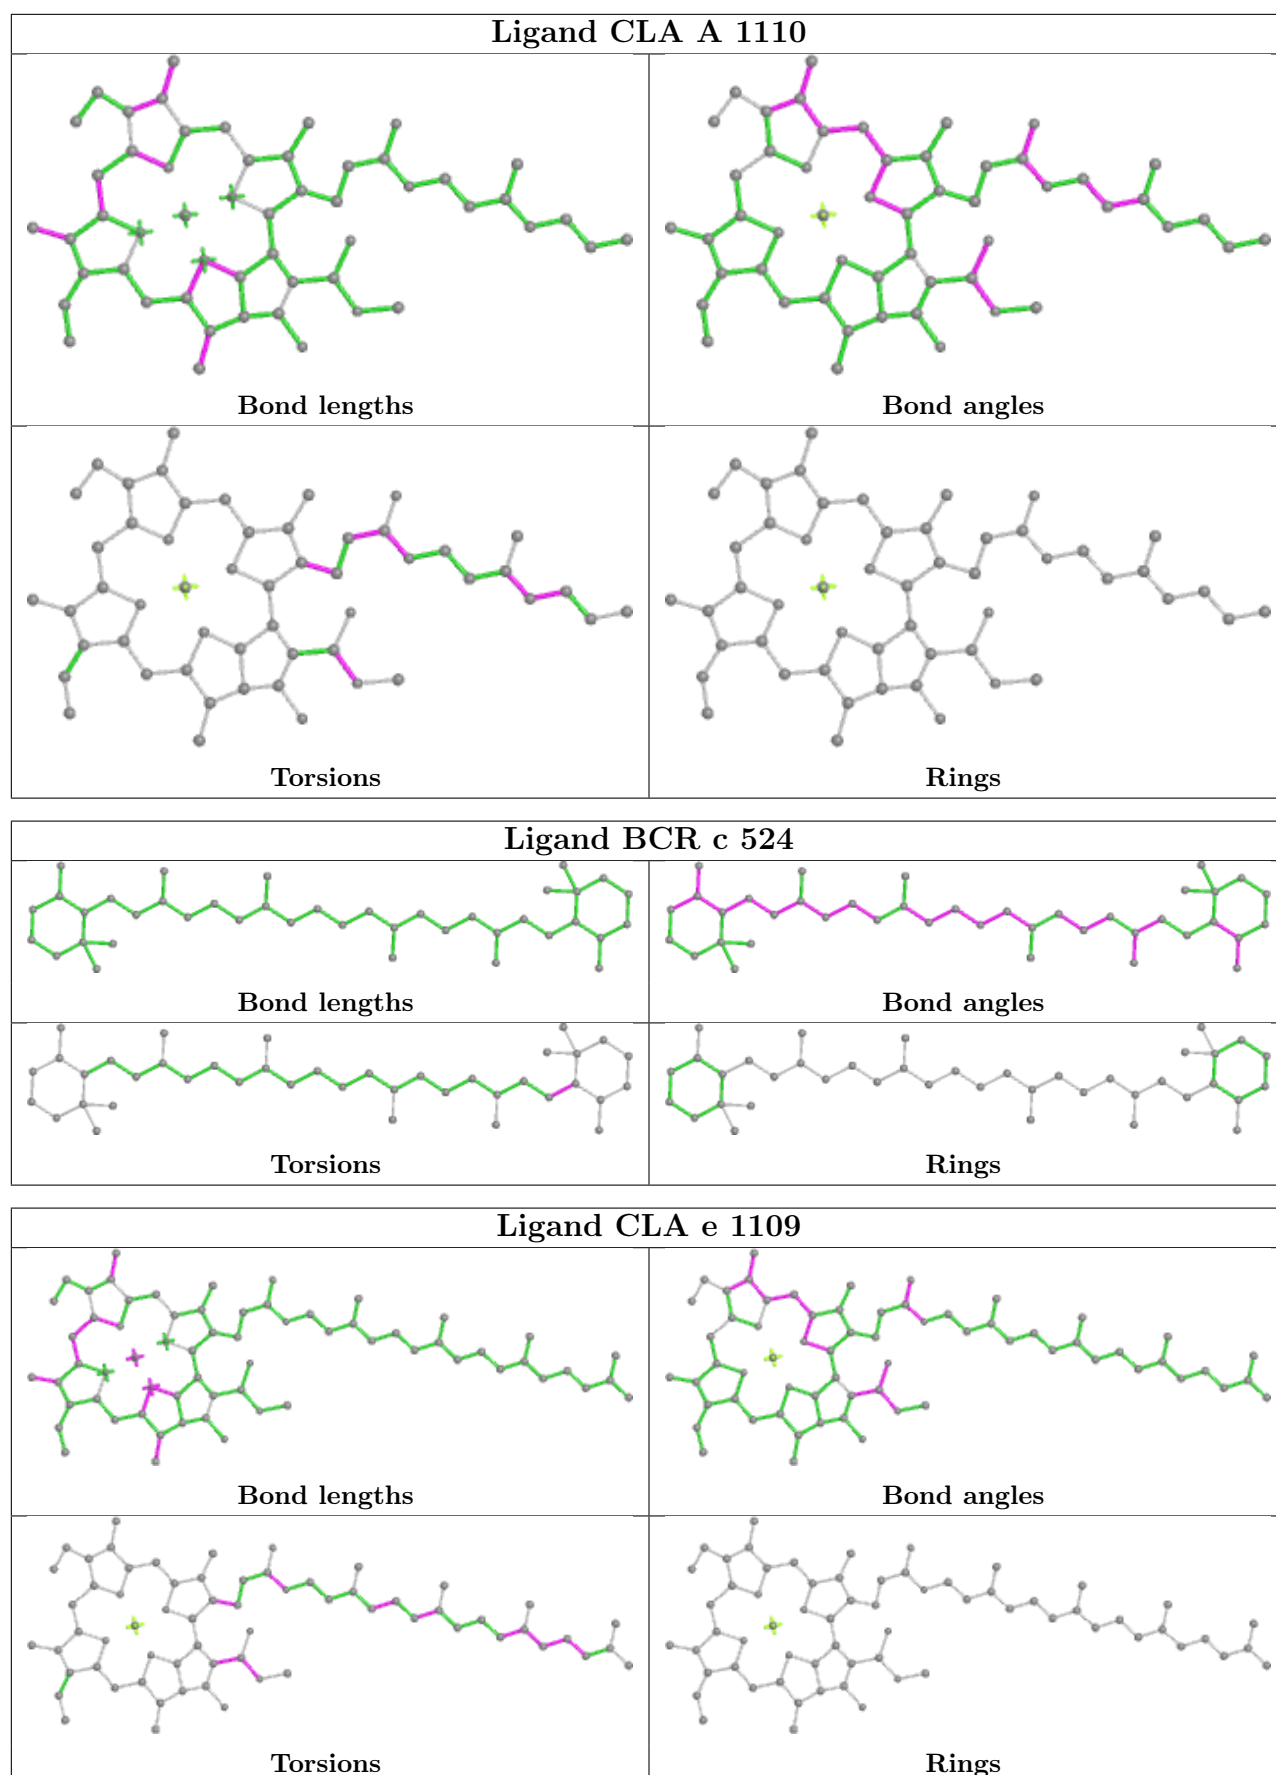 Ligand CLA A 1110
Bond lengths
Bond angles
Torsions
Rings
Ligand BCR c 524
Bond lengths
Bond angles
Torsions
Rings
Ligand CLA e 1109
Bond lengths
Bond angles
Torsions
Rings